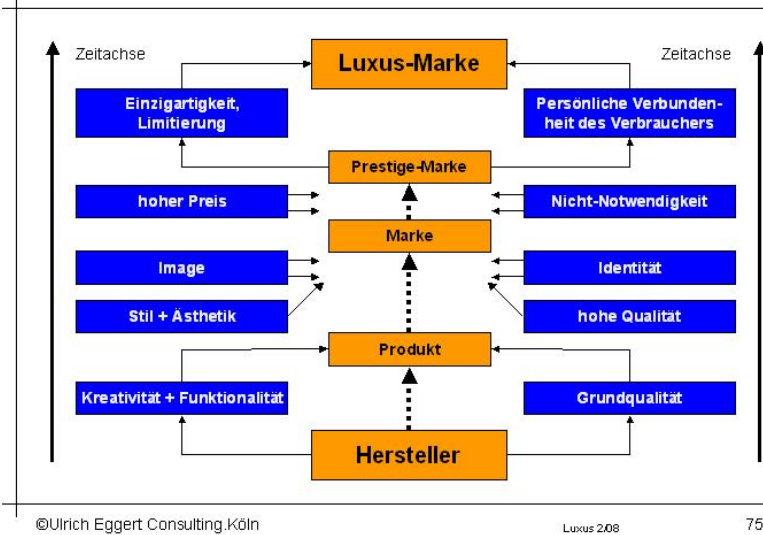 Zeitachse
Luxus-Marke
Zeitachse
Einzigartigkeit,
Limitierung
Persönliche Verbunden-
heit des Verbrauchers
Prestige-Marke
hoher Preis
Nicht-Notwendigkeit
Marke
Image
Identität
Stil + Ästhetik
hohe Qualität
Produkt
Kreativität + Funktionalität
Grundqualität
Hersteller
©Ulrich Eggert Consulting.Köln
Luxus 2/08
75